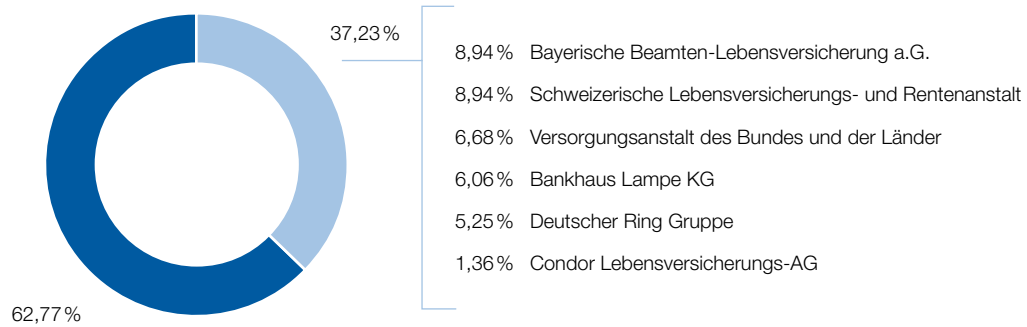 37,23 %
8,94 % Bayerische Beamten-Lebensversicherung a.G.
8,94 % Schweizerische Lebensversicherungs- und Rentenanstalt
6,68 % Versorgungsanstalt des Bundes und der Länder
6,06 % Bankhaus Lampe KG
5,25 % Deutscher Ring Gruppe
1,36 % Condor Lebensversicherungs-AG
62,77 %